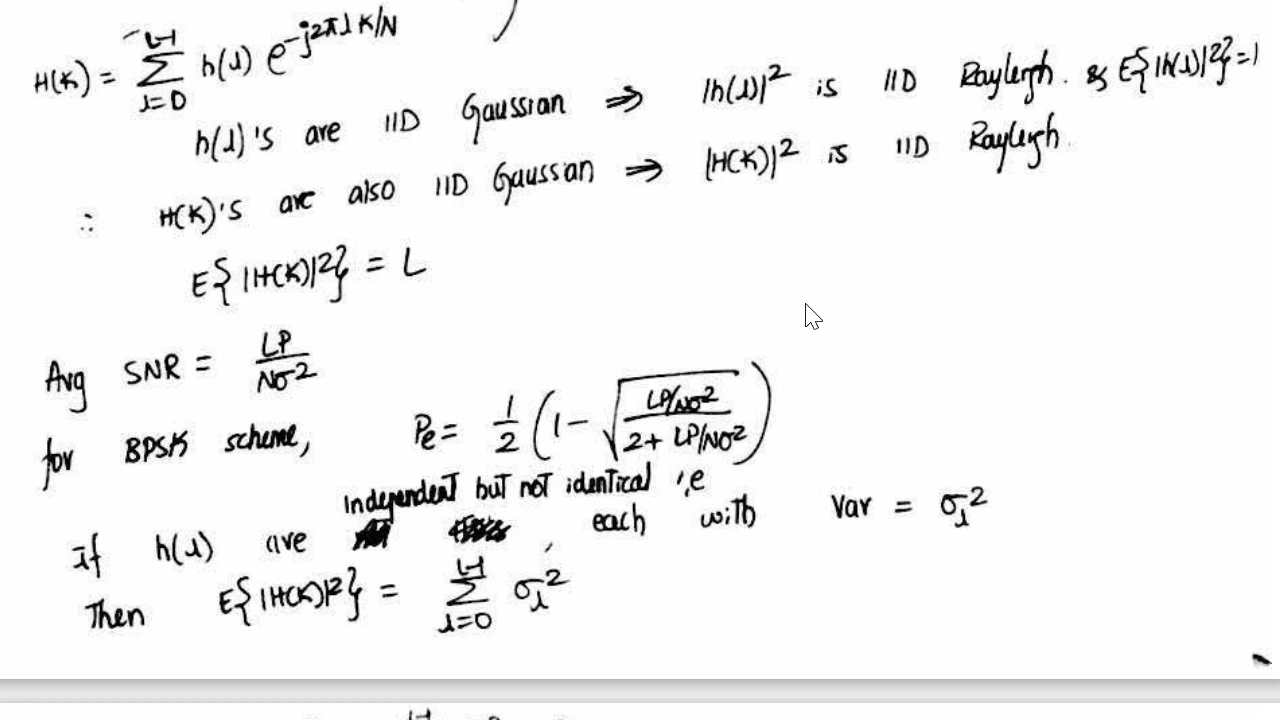 H(K) = Σ_{l=0}^{L-1} h(l) e^{-j2πlK/N} )
h(l)'s are IID Gaussian ⇒ |h(l)|² is IID Rayleigh. & E{|h(l)|²}=1
∴ H(K)'s are also IID Gaussian ⇒ |H(K)|² is IID Rayleigh.
E{|H(K)|²} = L
Avg SNR = LP/Nσ²
for BPSK scheme, Pe = 1/2 (1 - √((LP/Nσ²)/(2 + LP/Nσ²)))
independent but not identical i,e
if h(l) are , each with Var = σ_l²
Then E{|H(K)|²} = Σ_{l=0}^{L-1} σ_l²